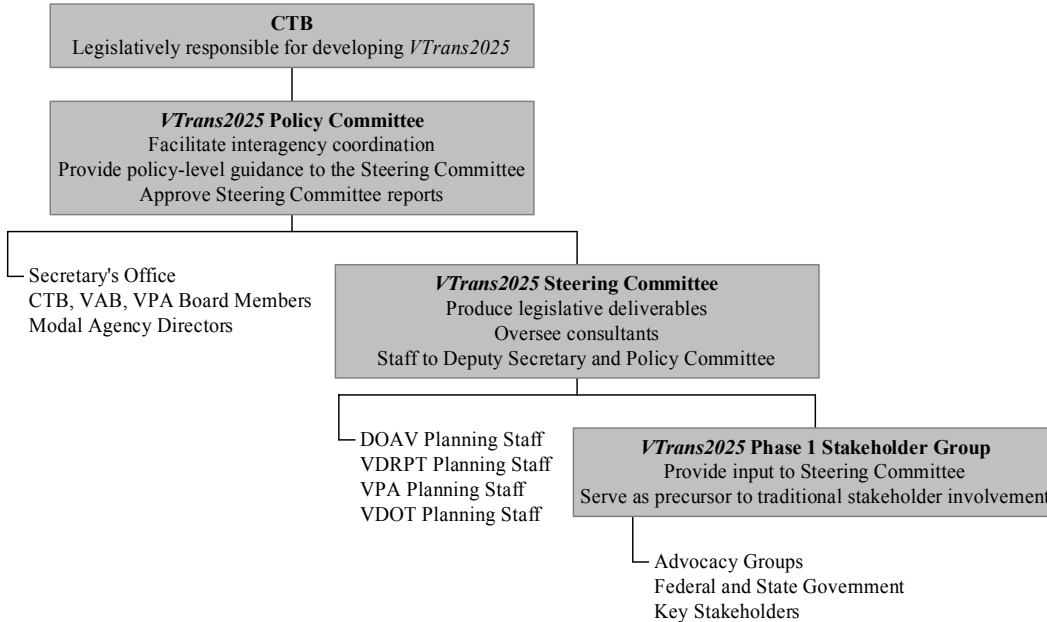 CTB
Legislatively responsible for developing VTrans2025
VTrans2025 Policy Committee
Facilitate interagency coordination
Provide policy-level guidance to the Steering Committee
Approve Steering Committee reports
Secretary's Office
CTB, VAB, VPA Board Members
Modal Agency Directors
VTrans2025 Steering Committee
Produce legislative deliverables
Oversee consultants
Staff to Deputy Secretary and Policy Committee
DOAV Planning Staff
VDRPT Planning Staff
VPA Planning Staff
VDOT Planning Staff
VTrans2025 Phase 1 Stakeholder Group
Provide input to Steering Committee
Serve as precursor to traditional stakeholder involvement
Advocacy Groups
Federal and State Government
Key Stakeholders